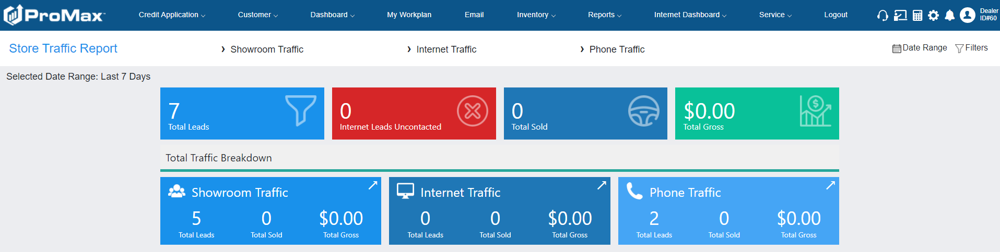 ProMax™
Credit Application
Customer
Dashboard
My Workplan
Email
Inventory
Reports
Internet Dashboard
Service
Logout
Dealer
ID#60
Store Traffic Report
Showroom Traffic
Internet Traffic
Phone Traffic
Date Range
Filters
Selected Date Range: Last 7 Days
7
Total Leads
0
Internet Leads Uncontacted
0
Total Sold
$0.00
Total Gross
Total Traffic Breakdown
Showroom Traffic
5 0 $0.00
Total Leads Total Sold Total Gross
Internet Traffic
0 0 $0.00
Total Leads Total Sold Total Gross
Phone Traffic
2 0 $0.00
Total Leads Total Sold Total Gross